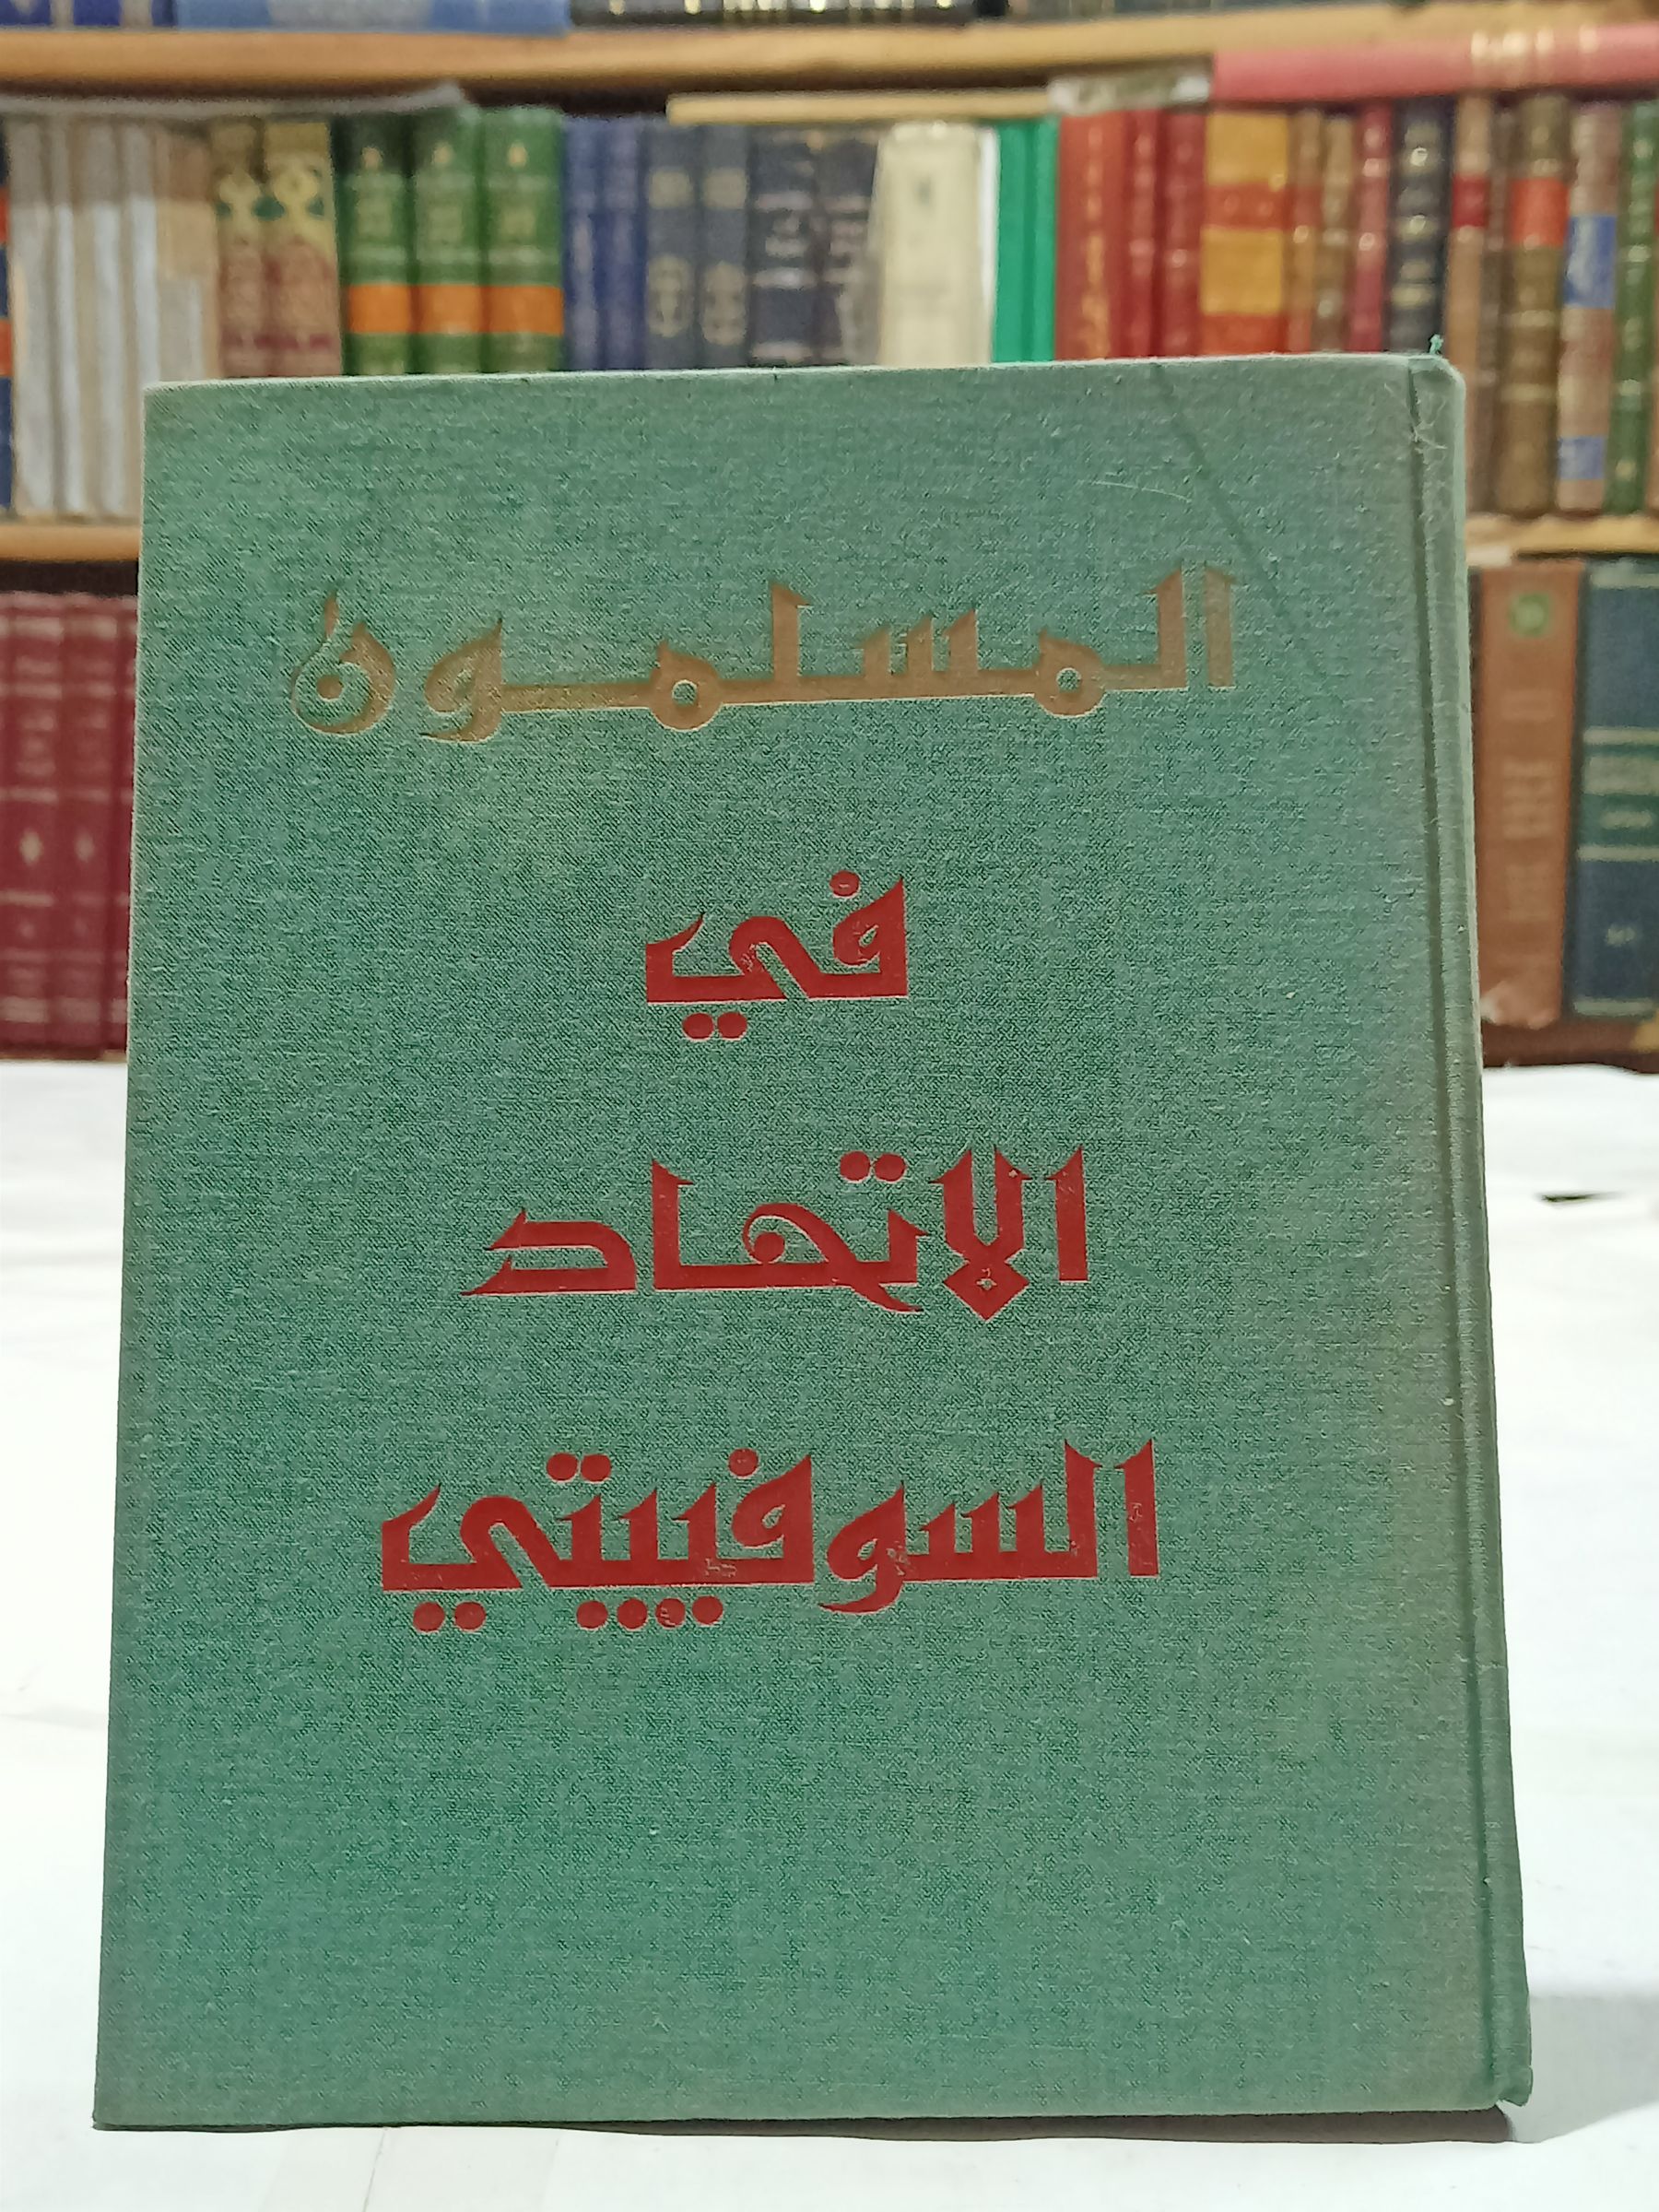 المسلمون
في
الاتحاد
السوفييتي